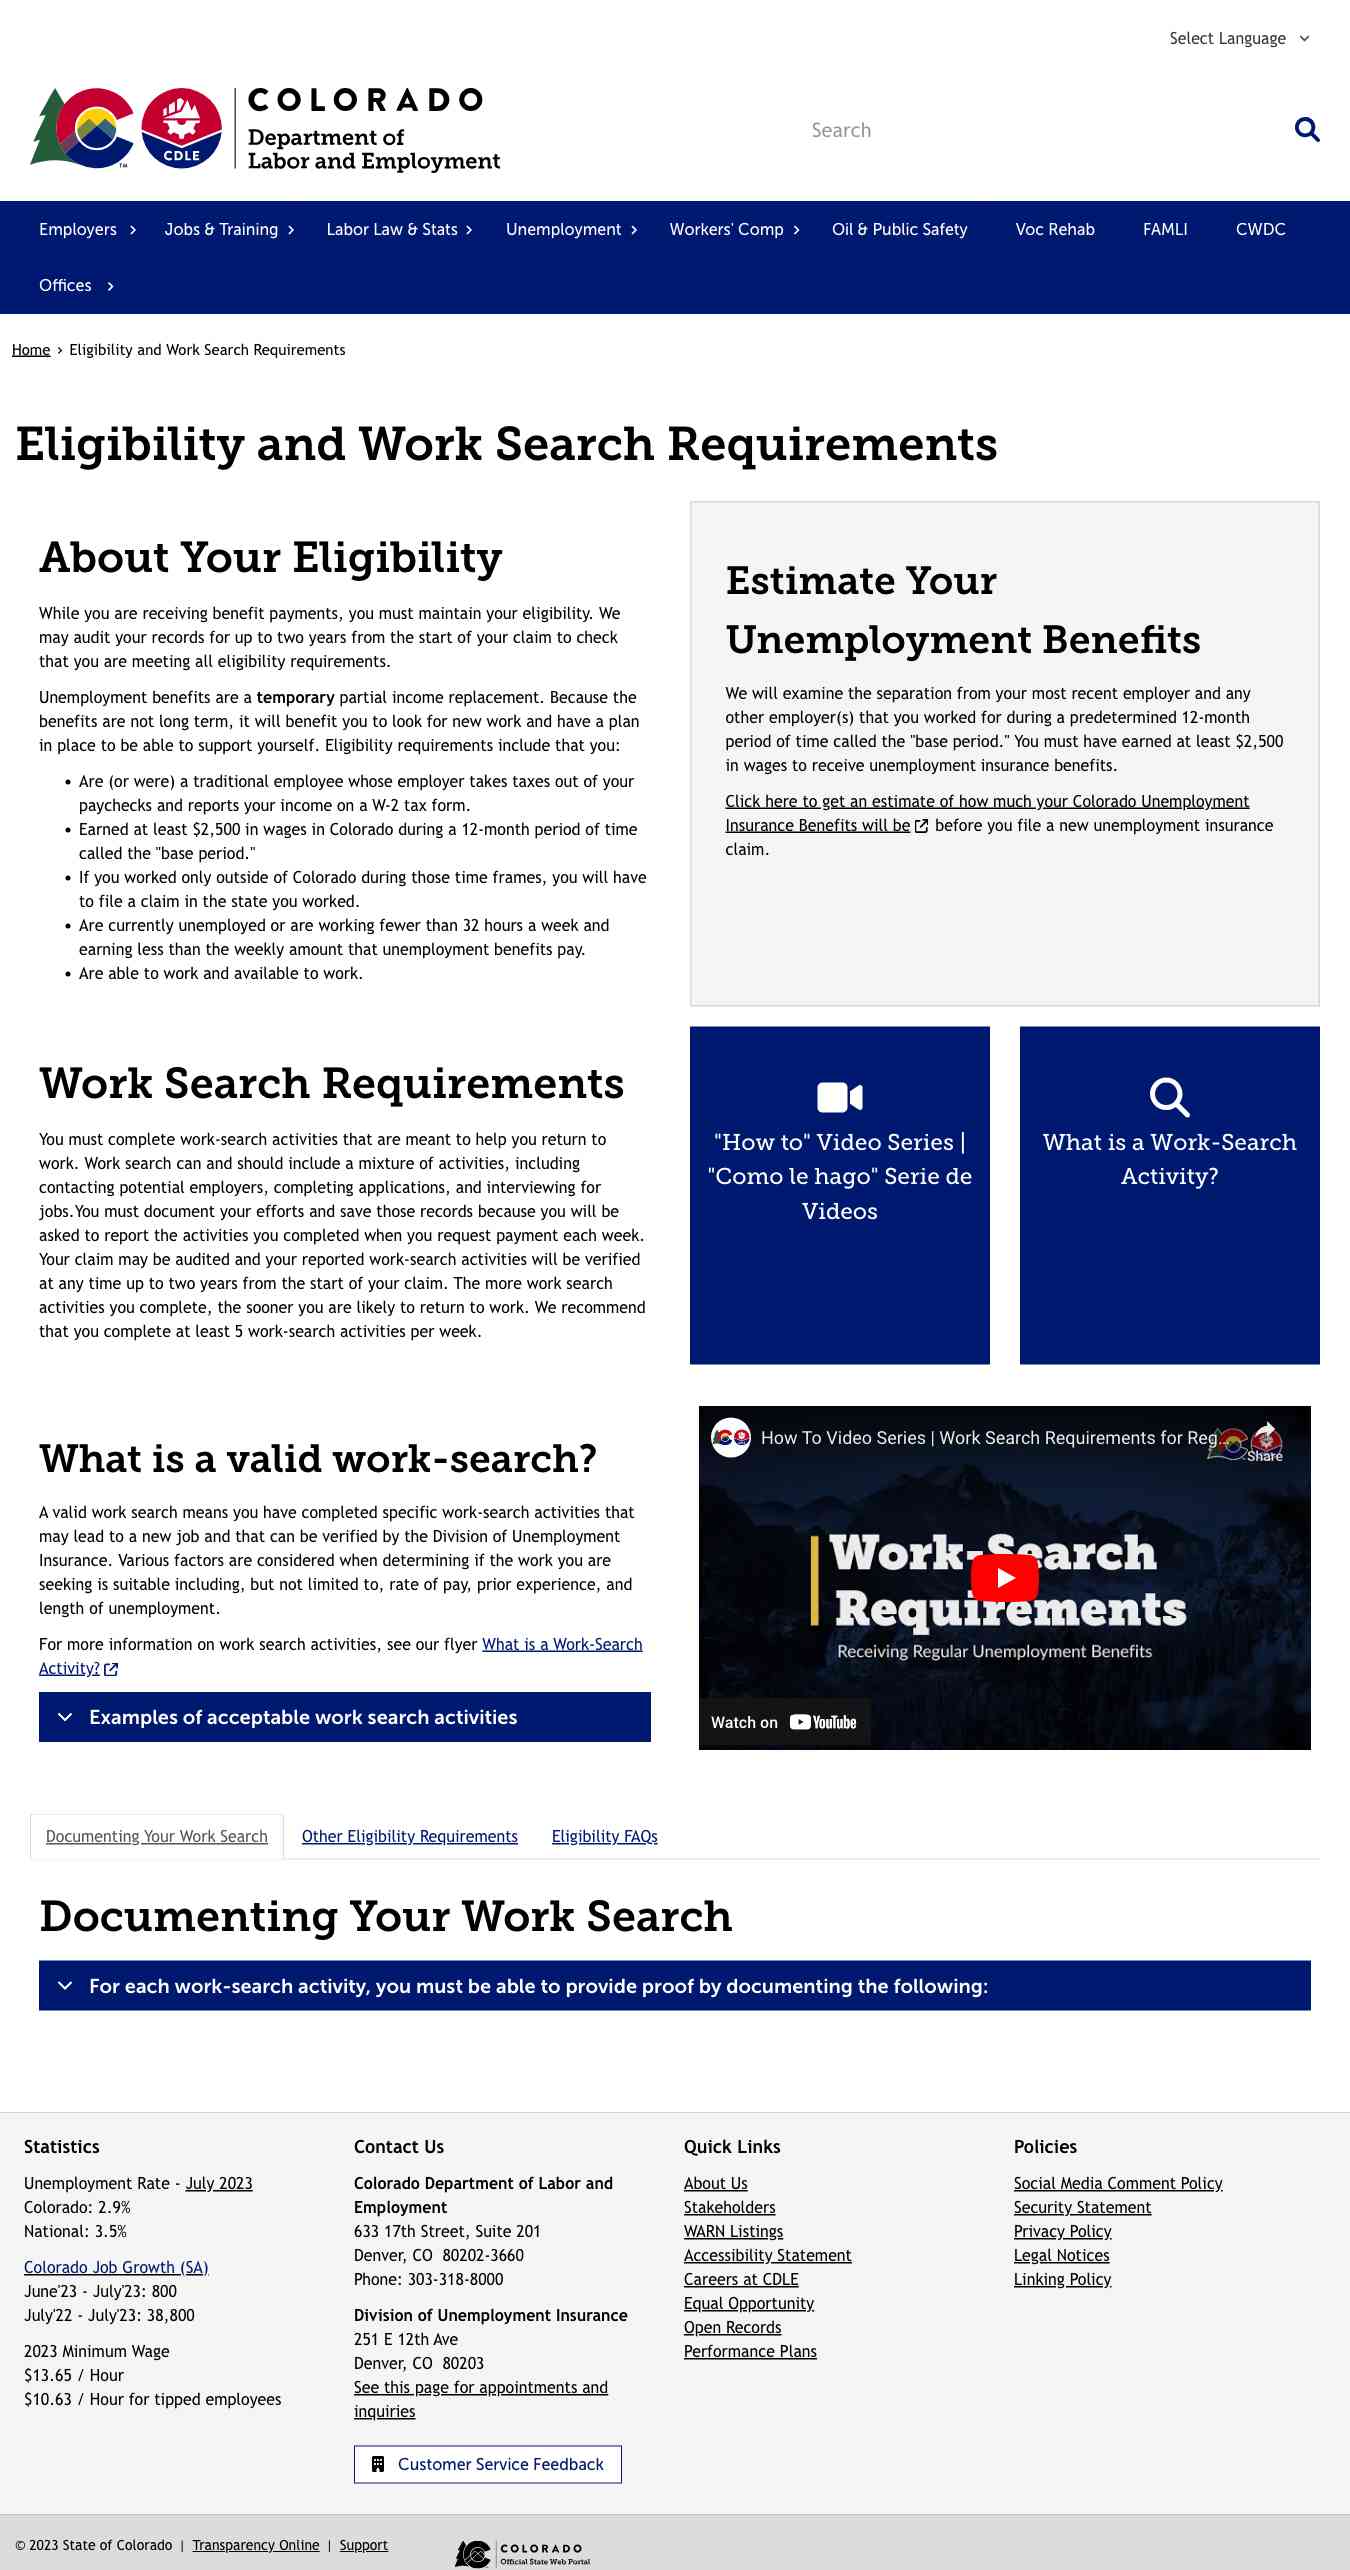 Select Language
COLORADO
Department of
Labor and Employment
CDLE
TM
Search
Employers Jobs & Training Labor Law & Stats Unemployment Workers' Comp Oil & Public Safety Voc Rehab FAMLI CWDC
Offices
Home › Eligibility and Work Search Requirements
Eligibility and Work Search Requirements
About Your Eligibility
While you are receiving benefit payments, you must maintain your eligibility. We
may audit your records for up to two years from the start of your claim to check
that you are meeting all eligibility requirements.
Unemployment benefits are a temporary partial income replacement. Because the
benefits are not long term, it will benefit you to look for new work and have a plan
in place to be able to support yourself. Eligibility requirements include that you:
• Are (or were) a traditional employee whose employer takes taxes out of your
paychecks and reports your income on a W-2 tax form.
• Earned at least $2,500 in wages in Colorado during a 12-month period of time
called the "base period."
• If you worked only outside of Colorado during those time frames, you will have
to file a claim in the state you worked.
• Are currently unemployed or are working fewer than 32 hours a week and
earning less than the weekly amount that unemployment benefits pay.
• Are able to work and available to work.
Estimate Your
Unemployment Benefits
We will examine the separation from your most recent employer and any
other employer(s) that you worked for during a predetermined 12-month
period of time called the "base period." You must have earned at least $2,500
in wages to receive unemployment insurance benefits.
Click here to get an estimate of how much your Colorado Unemployment
Insurance Benefits will be before you file a new unemployment insurance
claim.
Work Search Requirements
You must complete work-search activities that are meant to help you return to
work. Work search can and should include a mixture of activities, including
contacting potential employers, completing applications, and interviewing for
jobs.You must document your efforts and save those records because you will be
asked to report the activities you completed when you request payment each week.
Your claim may be audited and your reported work-search activities will be verified
at any time up to two years from the start of your claim. The more work search
activities you complete, the sooner you are likely to return to work. We recommend
that you complete at least 5 work-search activities per week.
"How to" Video Series |
"Como le hago" Serie de
Videos
What is a Work-Search
Activity?
What is a valid work-search?
A valid work search means you have completed specific work-search activities that
may lead to a new job and that can be verified by the Division of Unemployment
Insurance. Various factors are considered when determining if the work you are
seeking is suitable including, but not limited to, rate of pay, prior experience, and
length of unemployment.
For more information on work search activities, see our flyer What is a Work-Search
Activity?
Examples of acceptable work search activities
How To Video Series | Work Search Requirements for Reg...
Share
Work-Search
Requirements
Receiving Regular Unemployment Benefits
Watch on YouTube
Documenting Your Work Search Other Eligibility Requirements Eligibility FAQs
Documenting Your Work Search
For each work-search activity, you must be able to provide proof by documenting the following:
Statistics
Unemployment Rate - July 2023
Colorado: 2.9%
National: 3.5%
Colorado Job Growth (SA)
June'23 - July'23: 800
July'22 - July'23: 38,800
2023 Minimum Wage
$13.65 / Hour
$10.63 / Hour for tipped employees
Contact Us
Colorado Department of Labor and
Employment
633 17th Street, Suite 201
Denver, CO  80202-3660
Phone: 303-318-8000
Division of Unemployment Insurance
251 E 12th Ave
Denver, CO  80203
See this page for appointments and
inquiries
Customer Service Feedback
Quick Links
About Us
Stakeholders
WARN Listings
Accessibility Statement
Careers at CDLE
Equal Opportunity
Open Records
Performance Plans
Policies
Social Media Comment Policy
Security Statement
Privacy Policy
Legal Notices
Linking Policy
© 2023 State of Colorado | Transparency Online | Support
COLORADO
Official State Web Portal